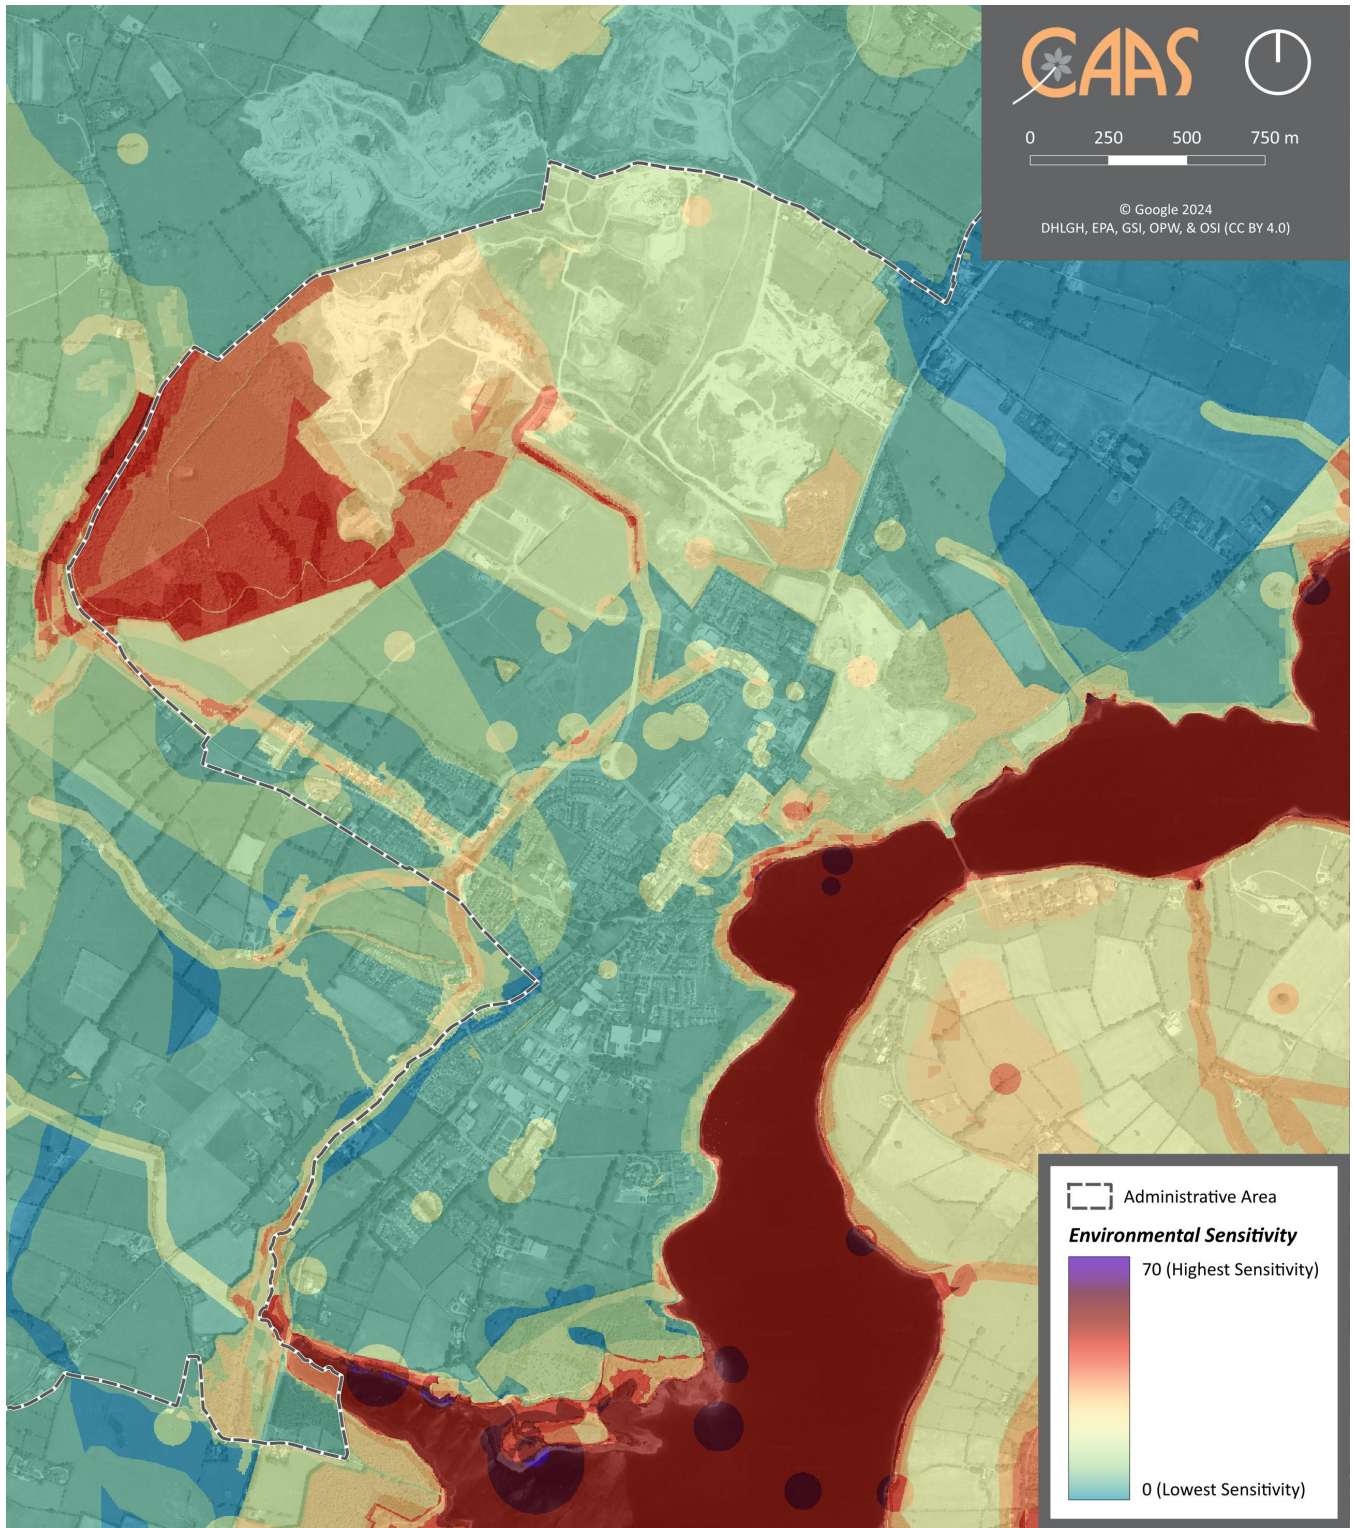 CAAS
0 250 500 750 m
© Google 2024
DHLGH, EPA, GSI, OPW, & OSI (CC BY 4.0)
Administrative Area
Environmental Sensitivity
70 (Highest Sensitivity)
0 (Lowest Sensitivity)